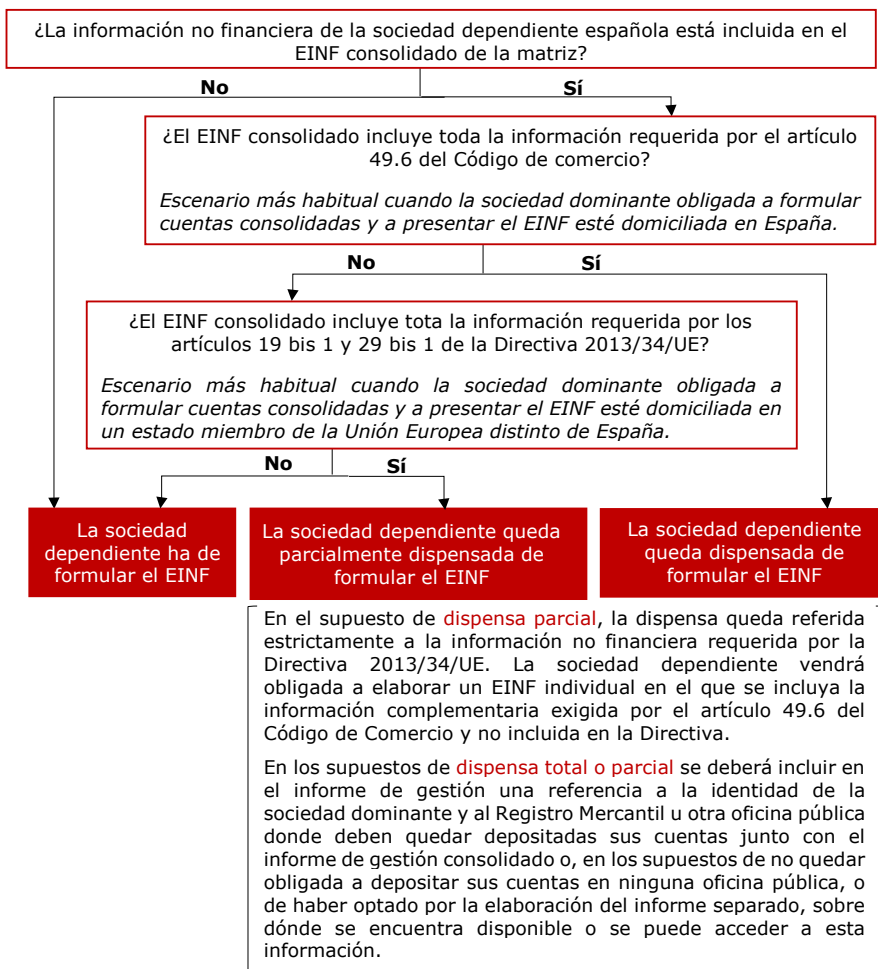 ¿La información no financiera de la sociedad dependiente española está incluida en el
EINF consolidado de la matriz?
No
Sí
¿El EINF consolidado incluye toda la información requerida por el artículo
49.6 del Código de comercio?
Escenario más habitual cuando la sociedad dominante obligada a formular
cuentas consolidadas y a presentar el EINF esté domiciliada en España.
No
Sí
¿El EINF consolidado incluye tota la información requerida por los
artículos 19 bis 1 y 29 bis 1 de la Directiva 2013/34/UE?
Escenario más habitual cuando la sociedad dominante obligada a
formular cuentas consolidadas y a presentar el EINF esté domiciliada en
un estado miembro de la Unión Europea distinto de España.
No
Sí
La sociedad
dependiente ha de
formular el EINF
La sociedad dependiente queda
parcialmente dispensada de
formular el EINF
La sociedad dependiente
queda dispensada de
formular el EINF
En el supuesto de dispensa parcial, la dispensa queda referida
estrictamente a la información no financiera requerida por la
Directiva 2013/34/UE. La sociedad dependiente vendrá
obligada a elaborar un EINF individual en el que se incluya la
información complementaria exigida por el artículo 49.6 del
Código de Comercio y no incluida en la Directiva.
En los supuestos de dispensa total o parcial se deberá incluir en
el informe de gestión una referencia a la identidad de la
sociedad dominante y al Registro Mercantil u otra oficina pública
donde deben quedar depositadas sus cuentas junto con el
informe de gestión consolidado o, en los supuestos de no quedar
obligada a depositar sus cuentas en ninguna oficina pública, o
de haber optado por la elaboración del informe separado, sobre
dónde se encuentra disponible o se puede acceder a esta
información.